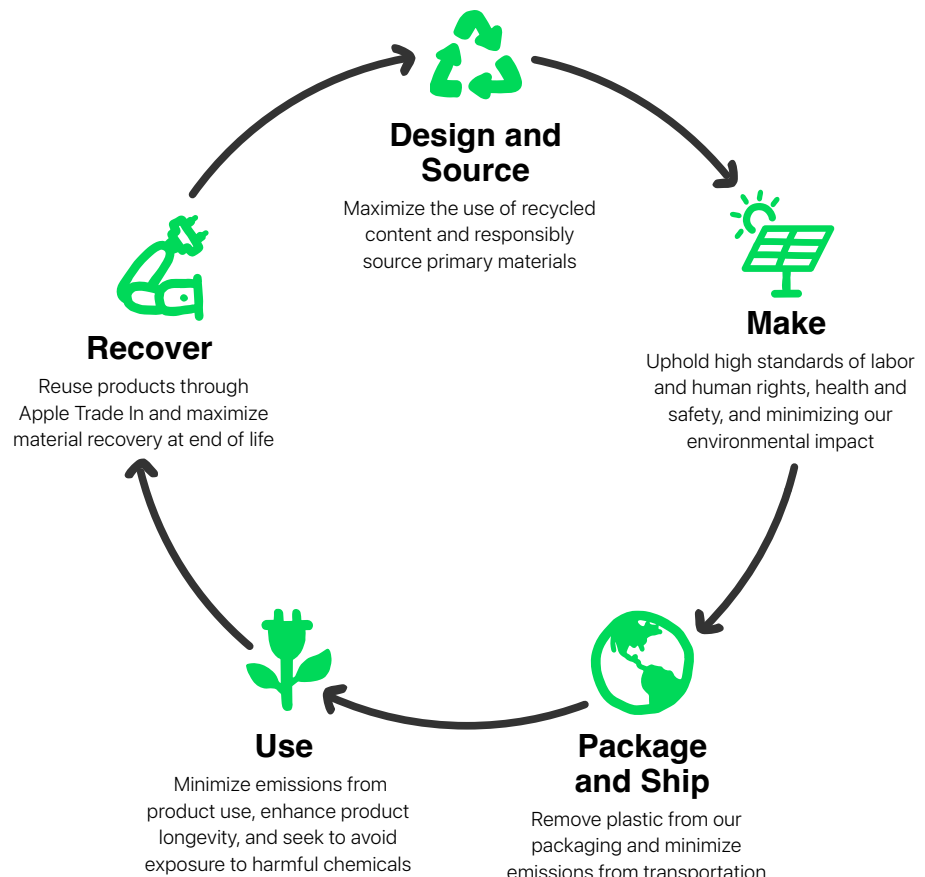 Design and
Source
Maximize the use of recycled
content and responsibly
source primary materials
Make
Uphold high standards of labor
and human rights, health and
safety, and minimizing our
environmental impact
Package
and Ship
Remove plastic from our
packaging and minimize
emissions from transportation
Use
Minimize emissions from
product use, enhance product
longevity, and seek to avoid
exposure to harmful chemicals
Recover
Reuse products through
Apple Trade In and maximize
material recovery at end of life